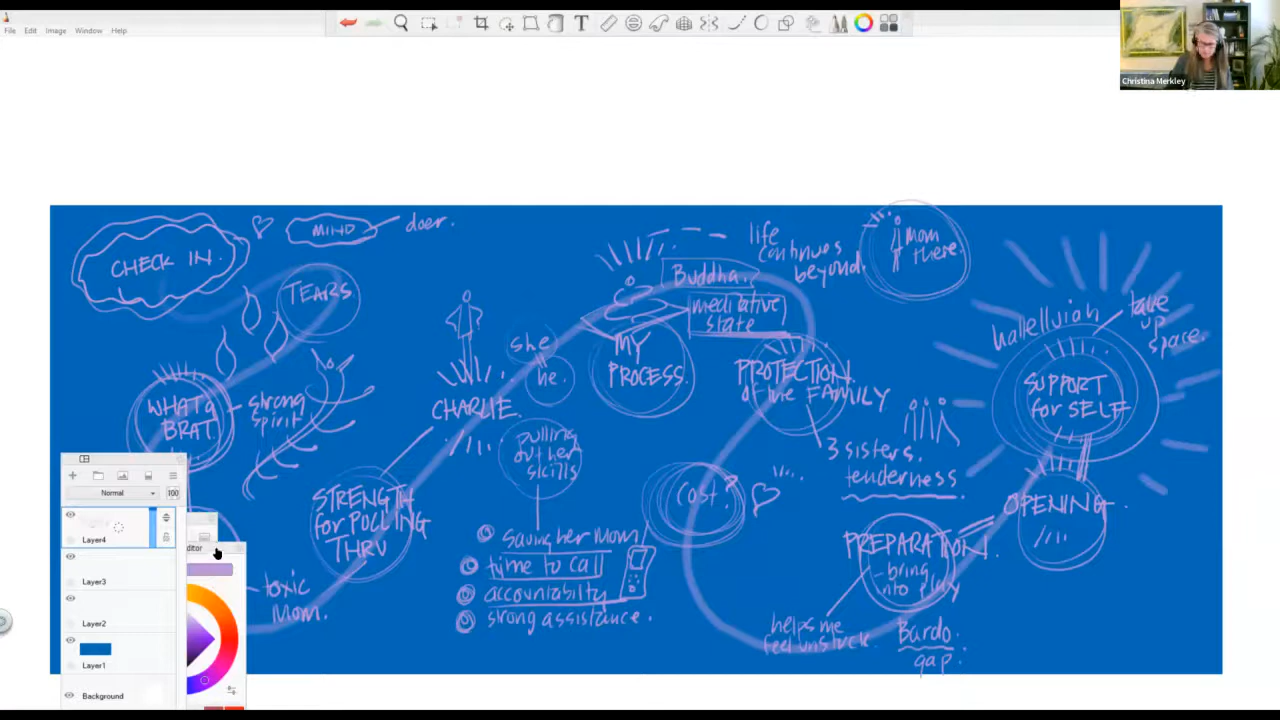 File Edit Image Window Help
T
Christina Merkley
CHECK IN
MIND
doer.
TEARS.
WHAT a
BRAT.
strong
spirit
toxic
Mom.
STRENGTH
for PULLING
THRU
CHARLIE.
she
he.
pulling
out her
skills
saving her mom
time to call
accountability
strong assistance.
MY
PROCESS.
Buddha.
meditative
state
life
continues
beyond.
mom
there.
PROTECTION
of the FAMILY
3 sisters.
tenderness
cost?
PREPARATION.
- bring
into play
helps me
feel unstuck.
Bardo.
gap.
OPENING.
SUPPORT
for SELF
hallelluiah
take
up
space.
Normal
100
Layer4
Layer3
Layer2
Layer1
Background
ditor